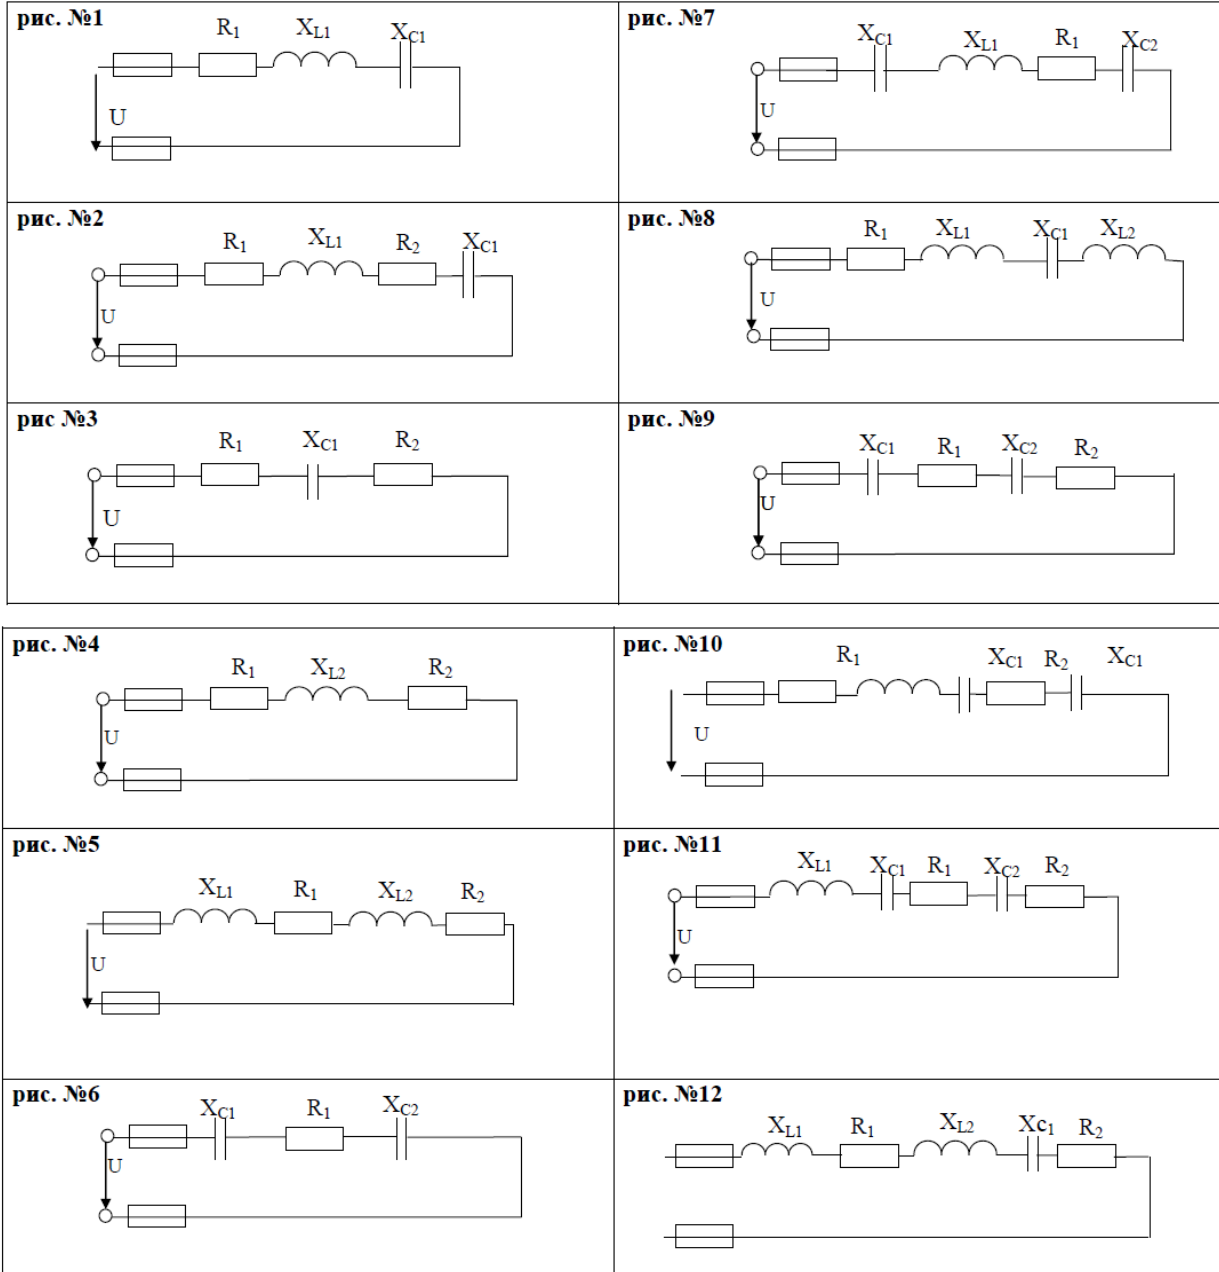 рис. №1
R1 XL1 XC1
U
рис. №7
XC1 XL1 R1 XC2
U
рис. №2
R1 XL1 R2 XC1
U
рис. №8
R1 XL1 XC1 XL2
U
рис №3
R1 XC1 R2
U
рис. №9
XC1 R1 XC2 R2
U
рис. №4
R1 XL2 R2
U
рис. №10
R1 XC1 R2 XC1
U
рис. №5
XL1 R1 XL2 R2
U
рис. №11
XL1 XC1 R1 XC2 R2
U
рис. №6
XC1 R1 XC2
U
рис. №12
XL1 R1 XL2 Xc1 R2